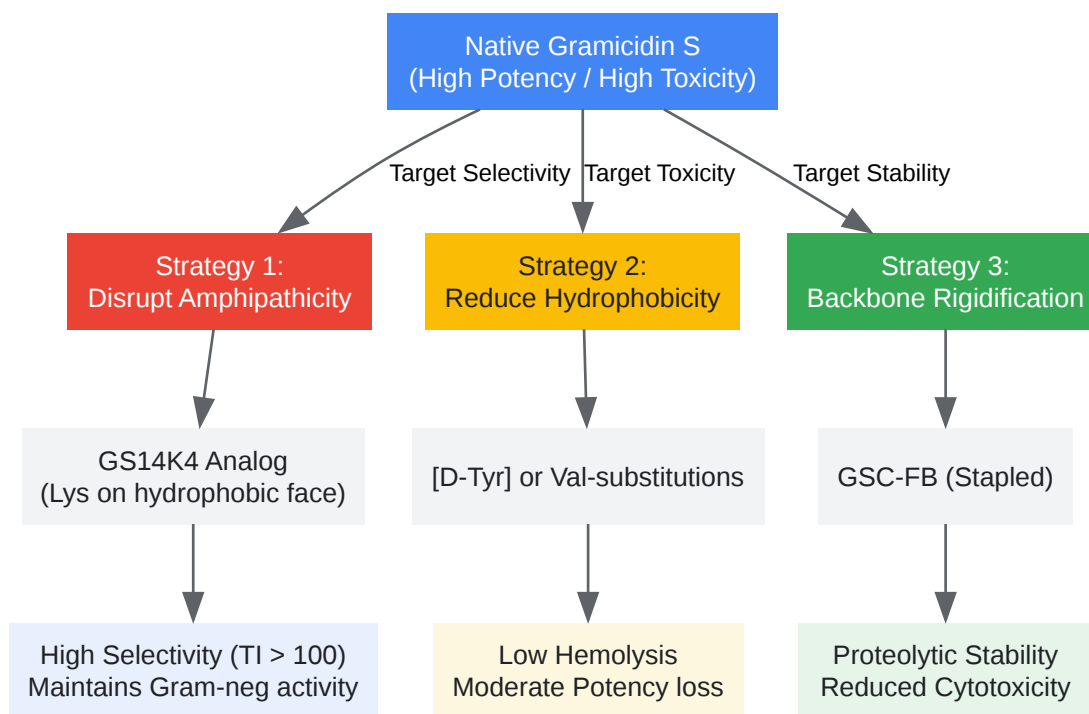 Native Gramicidin S
(High Potency / High Toxicity)
Target Selectivity
Target Toxicity
Target Stability
Strategy 1:
Disrupt Amphipathicity
Strategy 2:
Reduce Hydrophobicity
Strategy 3:
Backbone Rigidification
GS14K4 Analog
(Lys on hydrophobic face)
[D-Tyr] or Val-substitutions
GSC-FB (Stapled)
High Selectivity (TI > 100)
Maintains Gram-neg activity
Low Hemolysis
Moderate Potency loss
Proteolytic Stability
Reduced Cytotoxicity